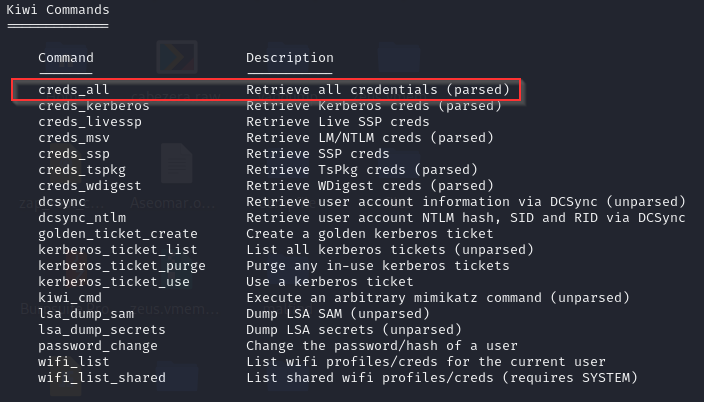 Kiwi Commands
=============
Command Description
------- -----------
creds_all Retrieve all credentials (parsed)
creds_kerberos Retrieve Kerberos creds (parsed)
creds_livessp Retrieve Live SSP creds
creds_msv Retrieve LM/NTLM creds (parsed)
creds_ssp Retrieve SSP creds
creds_tspkg Retrieve TsPkg creds (parsed)
creds_wdigest Retrieve WDigest creds (parsed)
dcsync Retrieve user account information via DCSync (unparsed)
dcsync_ntlm Retrieve user account NTLM hash, SID and RID via DCSync
golden_ticket_create Create a golden kerberos ticket
kerberos_ticket_list List all kerberos tickets (unparsed)
kerberos_ticket_purge Purge any in-use kerberos tickets
kerberos_ticket_use Use a kerberos ticket
kiwi_cmd Execute an arbitrary mimikatz command (unparsed)
lsa_dump_sam Dump LSA SAM (unparsed)
lsa_dump_secrets Dump LSA secrets (unparsed)
password_change Change the password/hash of a user
wifi_list List wifi profiles/creds for the current user
wifi_list_shared List shared wifi profiles/creds (requires SYSTEM)